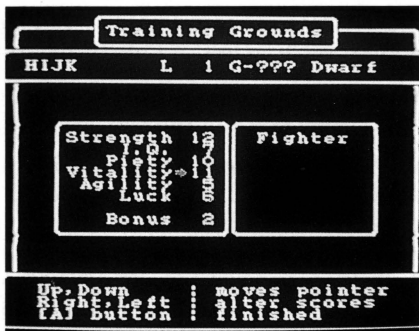 Training Grounds
HIJK L 1 G-??? Dwarf
Strength 12
I.Q. 7
Piety 10
Vitality⇒11
Agility 5
Luck 6
Bonus 2
Fighter
Up,Down : moves pointer
Right,Left : alter scores
[A] button : finished